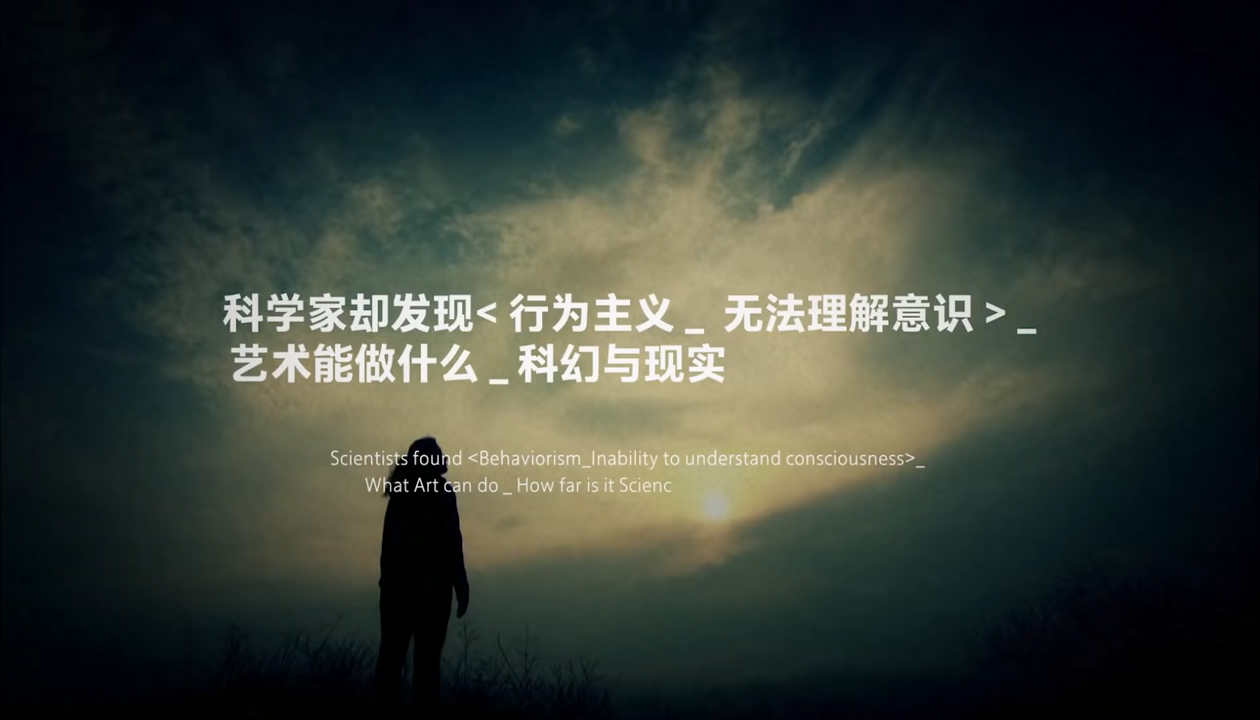 科学家却发现< 行为主义 _ 无法理解意识 > _
艺术能做什么 _ 科幻与现实
Scientists found <Behaviorism_Inability to understand consciousness>_
What Art can do _ How far is it Scienc